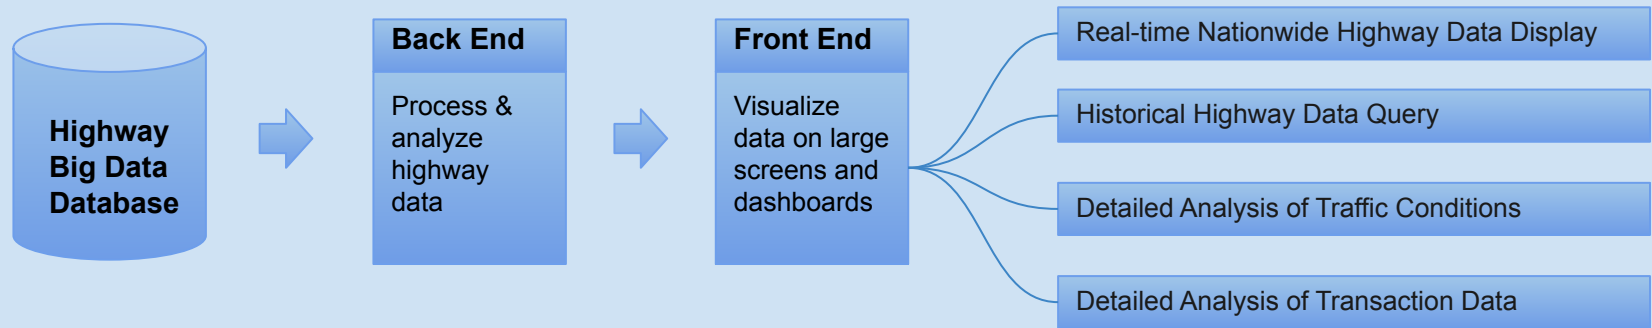 Highway
Big Data
Database
Back End
Process &
analyze
highway
data
Front End
Visualize
data on large
screens and
dashboards
Real-time Nationwide Highway Data Display
Historical Highway Data Query
Detailed Analysis of Traffic Conditions
Detailed Analysis of Transaction Data